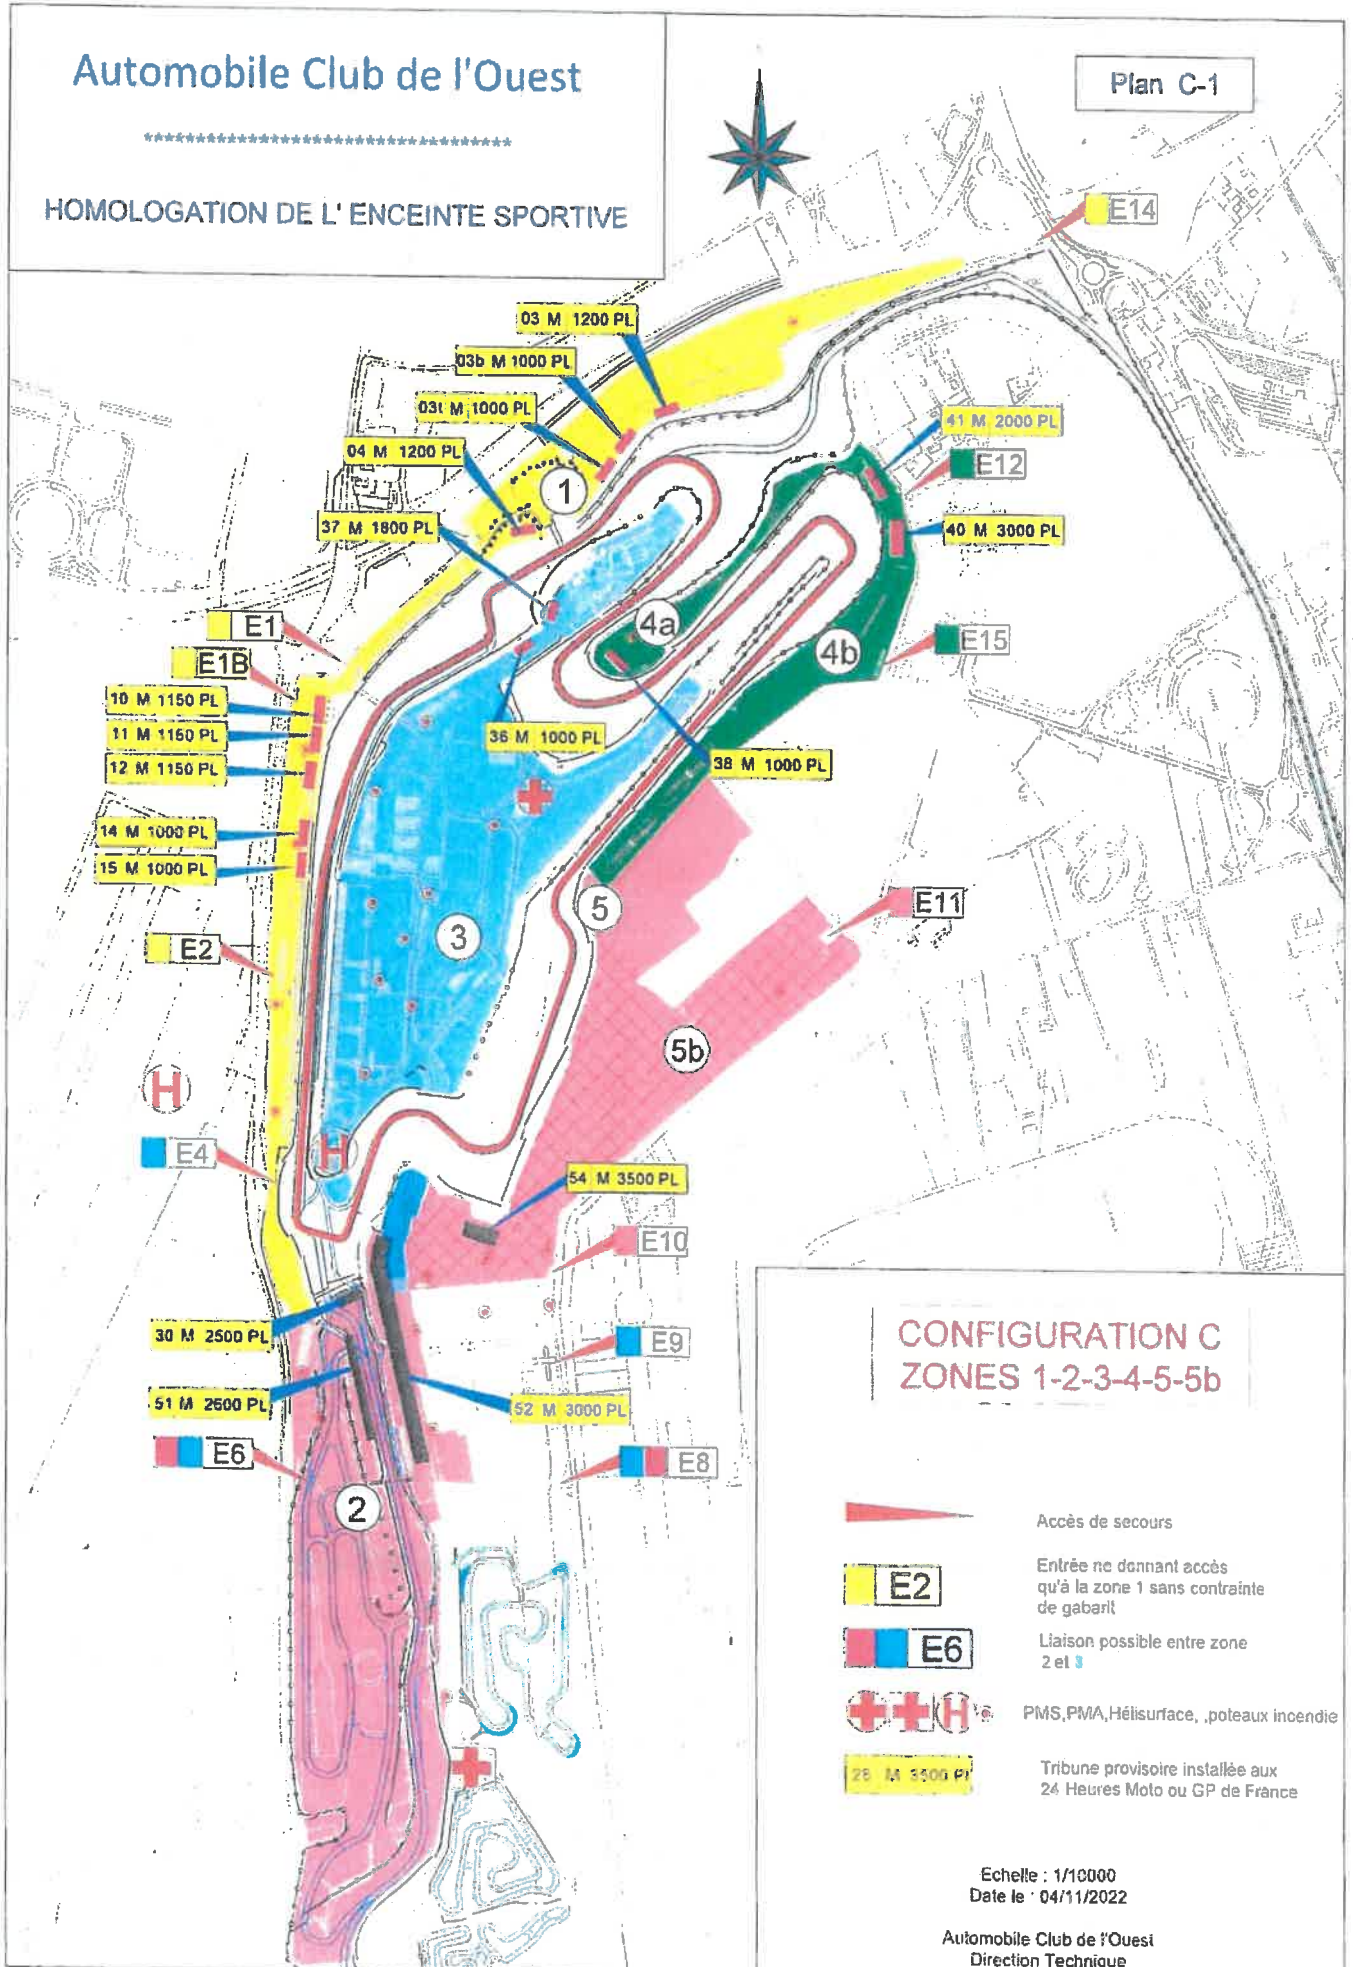 Automobile Club de l'Ouest
***********************************
HOMOLOGATION DE L' ENCEINTE SPORTIVE
Plan C-1
E14
03 M 1200 PL
03b M 1000 PL
03t M 1000 PL
04 M 1200 PL
37 M 1800 PL
1
41 M 2000 PL
E12
40 M 3000 PL
E1
E1B
4a
4b
E15
10 M 1150 PL
11 M 1150 PL
12 M 1150 PL
36 M 1000 PL
38 M 1000 PL
14 M 1000 PL
15 M 1000 PL
E2
3
5
E11
5b
H
E4
H
54 M 3500 PL
E10
30 M 2500 PL
E9
51 M 2600 PL
52 M 3000 PL
E6
E8
2
CONFIGURATION C
ZONES 1-2-3-4-5-5b
Accès de secours
E2
Entrée ne donnant accès
qu'à la zone 1 sans contrainte
de gabarit
E6
Liaison possible entre zone
2 et 3
H
PMS,PMA,Hélisurface, ,poteaux incendie
28 M 3500 Pl
Tribune provisoire installée aux
24 Heures Moto ou GP de France
Echelle : 1/10000
Date le : 04/11/2022
Automobile Club de l'Ouest
Direction Technique